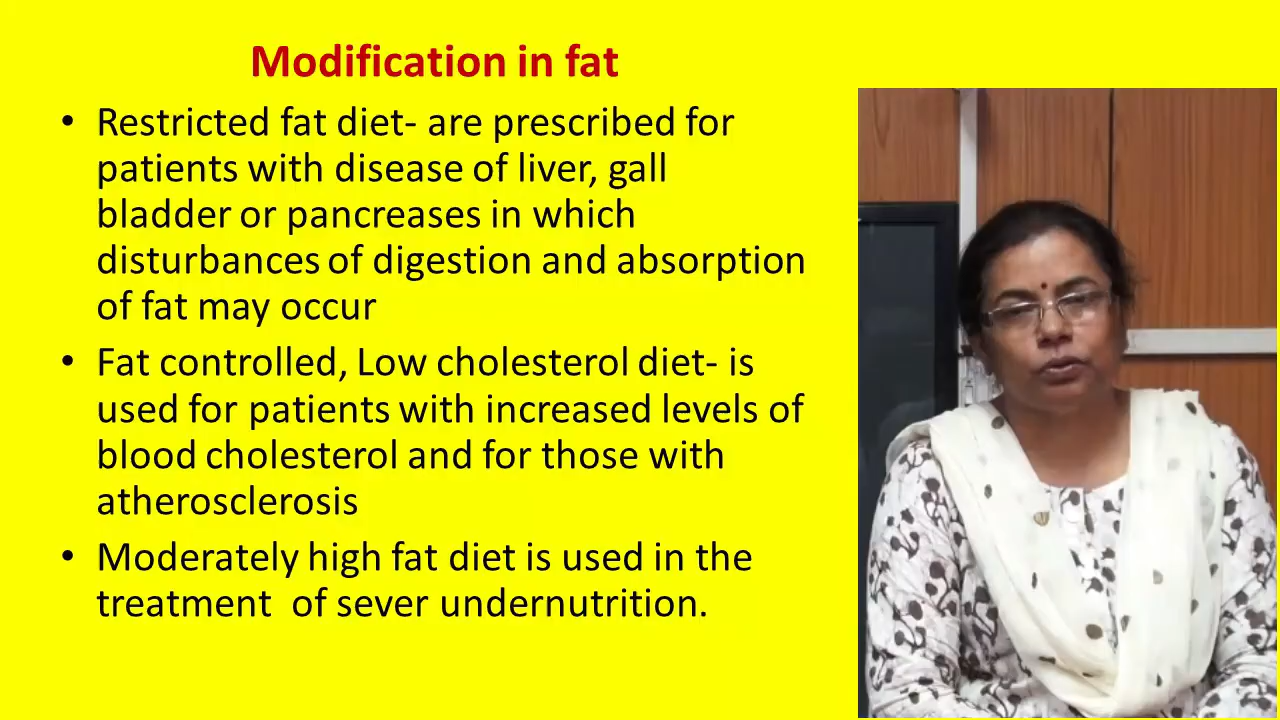 Modification in fat
• Restricted fat diet- are prescribed for
patients with disease of liver, gall
bladder or pancreases in which
disturbances of digestion and absorption
of fat may occur
• Fat controlled, Low cholesterol diet- is
used for patients with increased levels of
blood cholesterol and for those with
atherosclerosis
• Moderately high fat diet is used in the
treatment  of sever undernutrition.